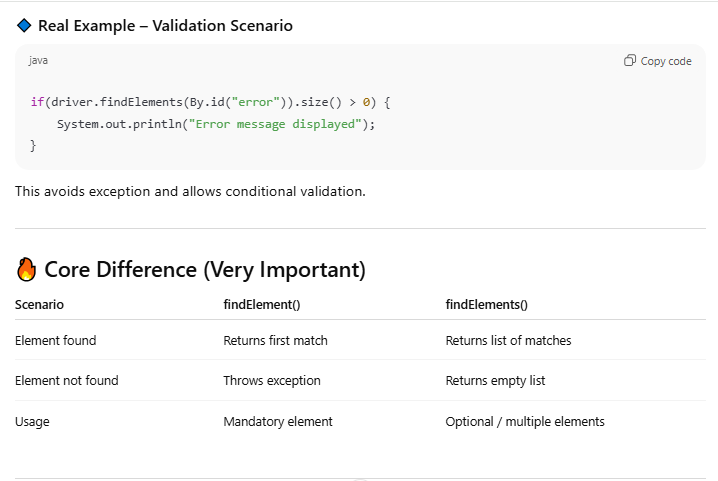 🔷 Real Example – Validation Scenario
java
Copy code
if(driver.findElements(By.id("error")).size() > 0) {
    System.out.println("Error message displayed");
}
This avoids exception and allows conditional validation.
🔥 Core Difference (Very Important)
Scenario findElement() findElements()
Element found Returns first match Returns list of matches
Element not found Throws exception Returns empty list
Usage Mandatory element Optional / multiple elements